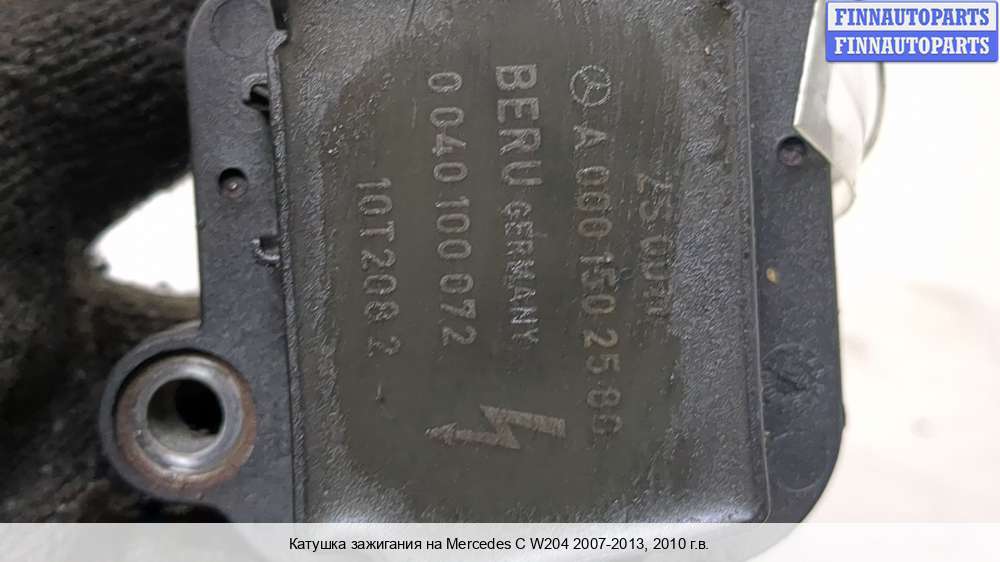 FINNAUTOPARTS
FINNAUTOPARTS
A 000 150 25 80
BERU GERMANY
0 040 100 072
10T200 2
Катушка зажигания на Mercedes C W204 2007-2013, 2010 г.в.